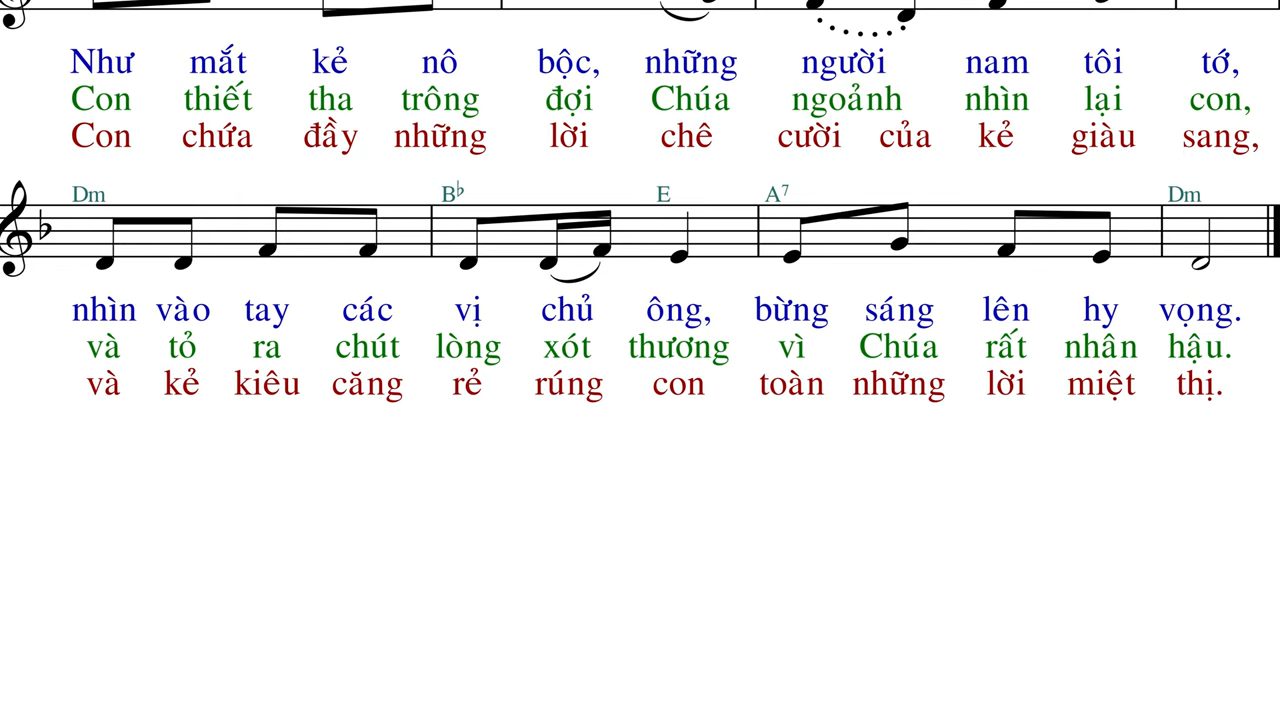 Như mắt kẻ nô bộc, những người nam tôi tớ,
Con thiết tha trông đợi Chúa ngoảnh nhìn lại con,
Con chứa đầy những lời chê cười của kẻ giàu sang,
Dm B♭ E A7 Dm
nhìn vào tay các vị chủ ông, bừng sáng lên hy vọng.
và tỏ ra chút lòng xót thương vì Chúa rất nhân hậu.
và kẻ kiêu căng rẻ rúng con toàn những lời miệt thị.